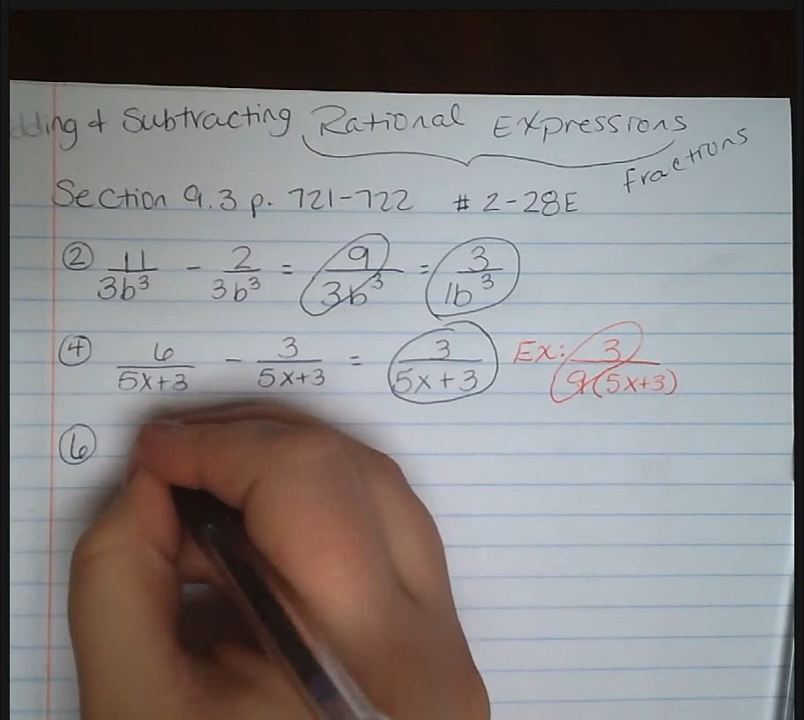 dding + Subtracting Rational Expressions
fractions
Section 9.3 p. 721-722 # 2-28E
② 11/3b³ - 2/3b³ = 9/3b³ = 3/1b³
④ 6/5x+3 - 3/5x+3 = 3/5x+3 Ex: 3/9(5x+3)
⑥